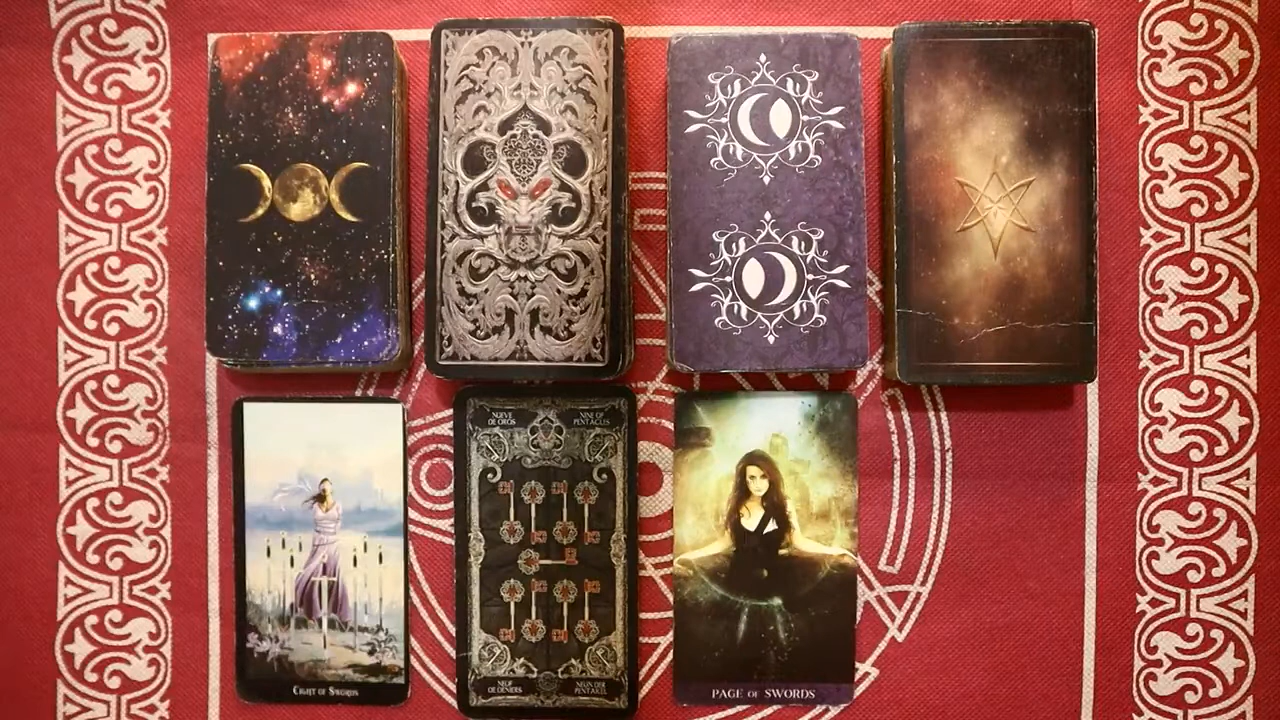 EIGHT OF SWORDS
NUEVE
DE OROS
NINE OF
PENTACLES
NEUF
DE DENIERS
NEUN DER
PENTAKEL
PAGE OF SWORDS